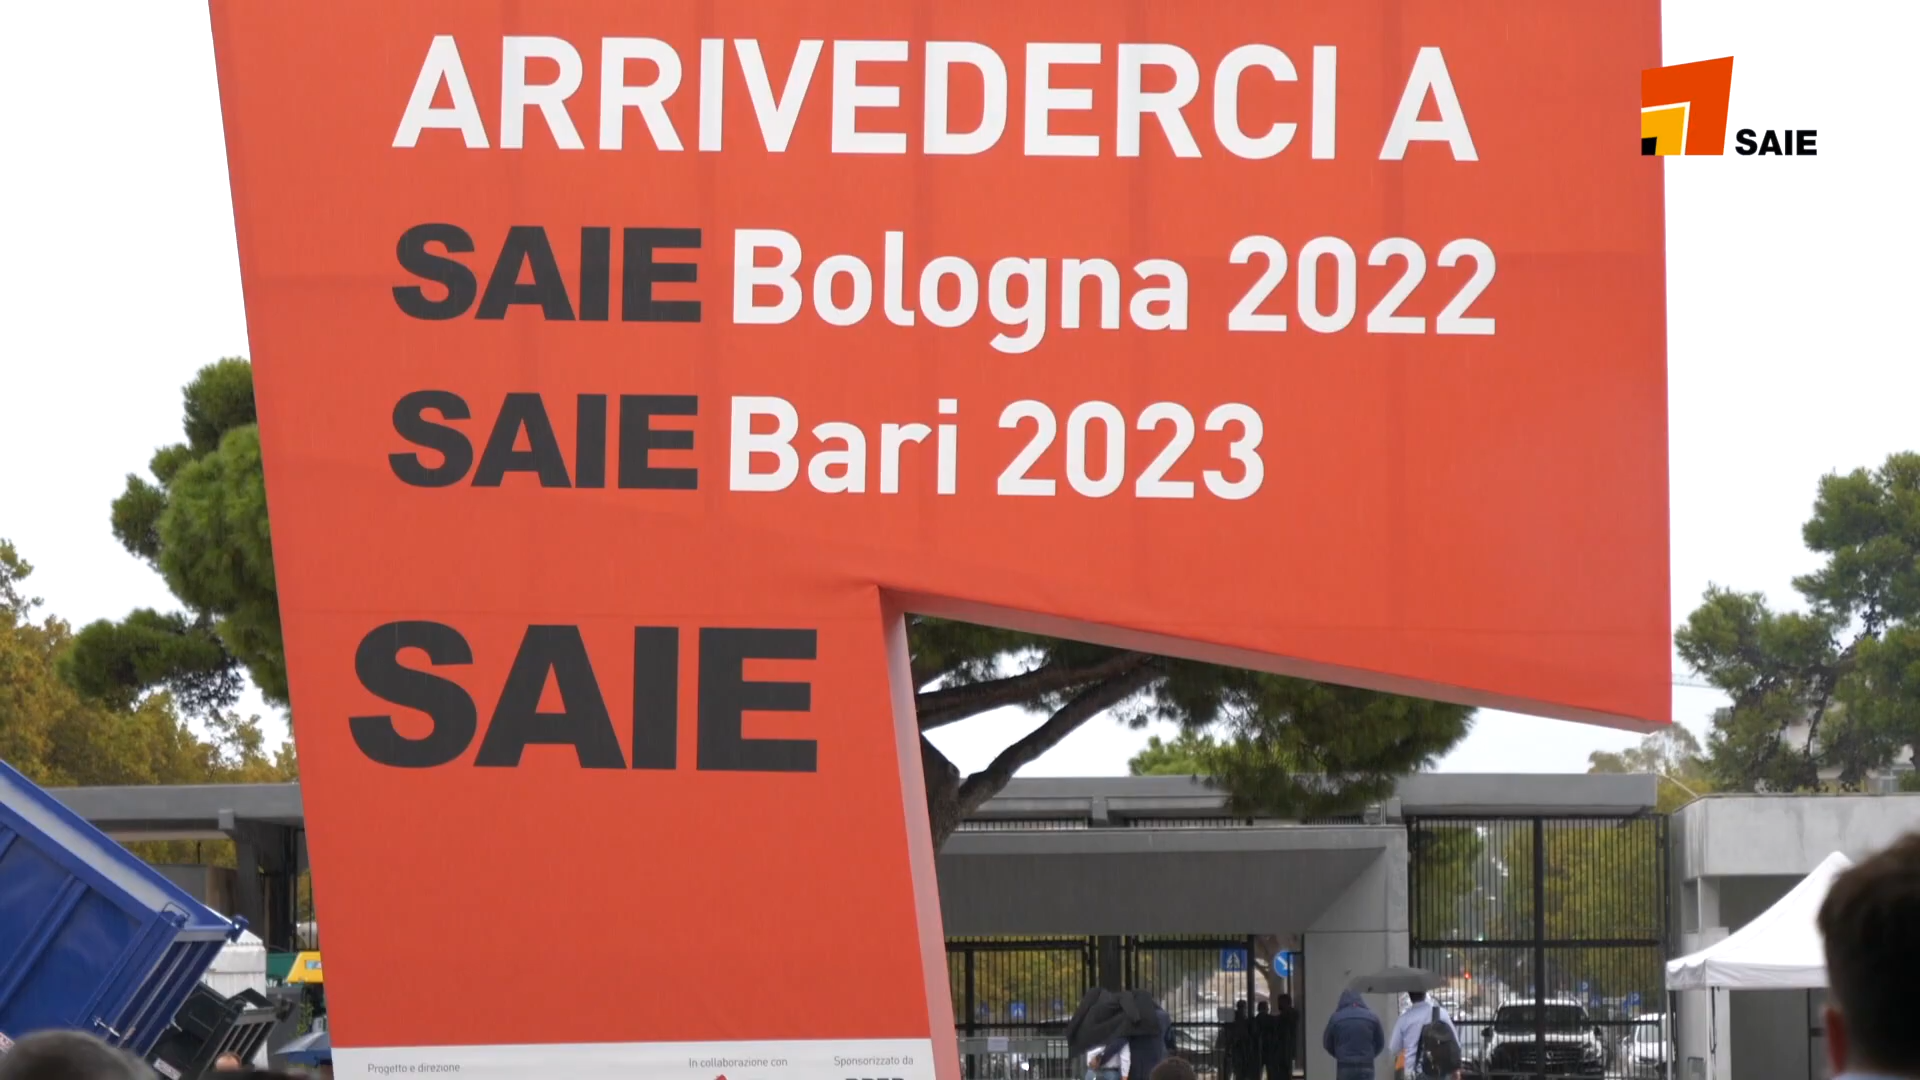 ARRIVEDERCI A
SAIE Bologna 2022
SAIE Bari 2023
SAIE
SAIE
Progetto e direzione
In collaborazione con
Sponsorizzato da